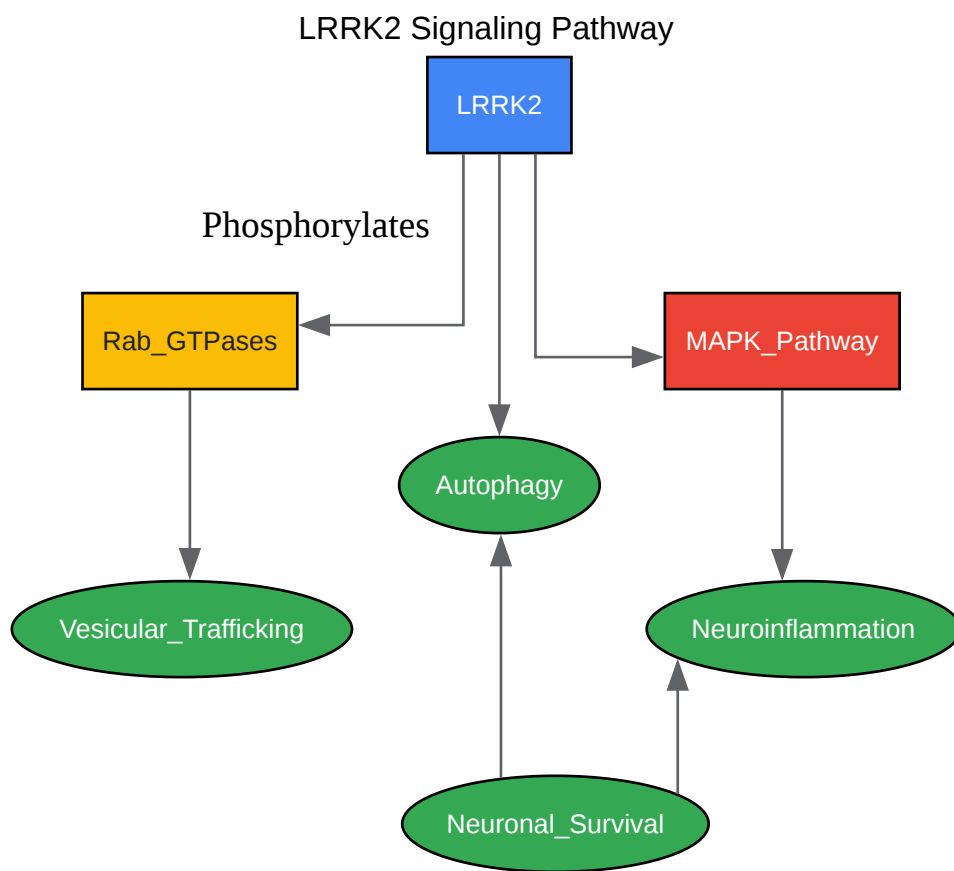 LRRK2 Signaling Pathway
LRRK2
Phosphorylates
Rab_GTPases
MAPK_Pathway
Autophagy
Vesicular_Trafficking
Neuroinflammation
Neuronal_Survival